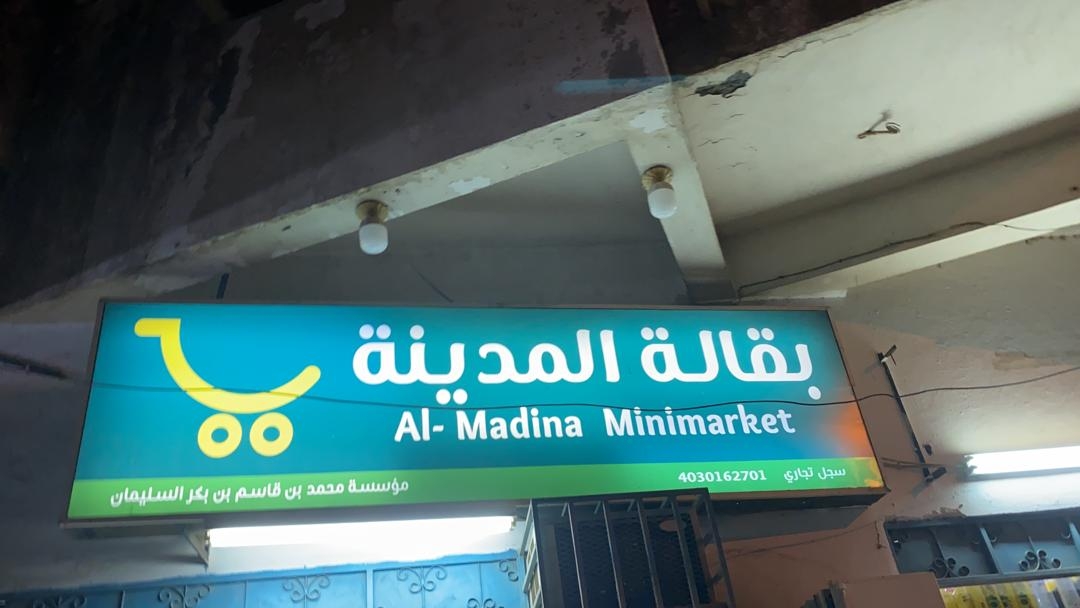 بقالة المدينة
Al- Madina Minimarket
سجل تجاري 4030162701
مؤسسة محمد بن قاسم بن بكر السليمان